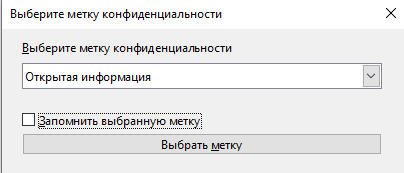 Выберите метку конфиденциальности
Выберите метку конфиденциальности
Открытая информация
Запомнить выбранную метку
Выбрать метку